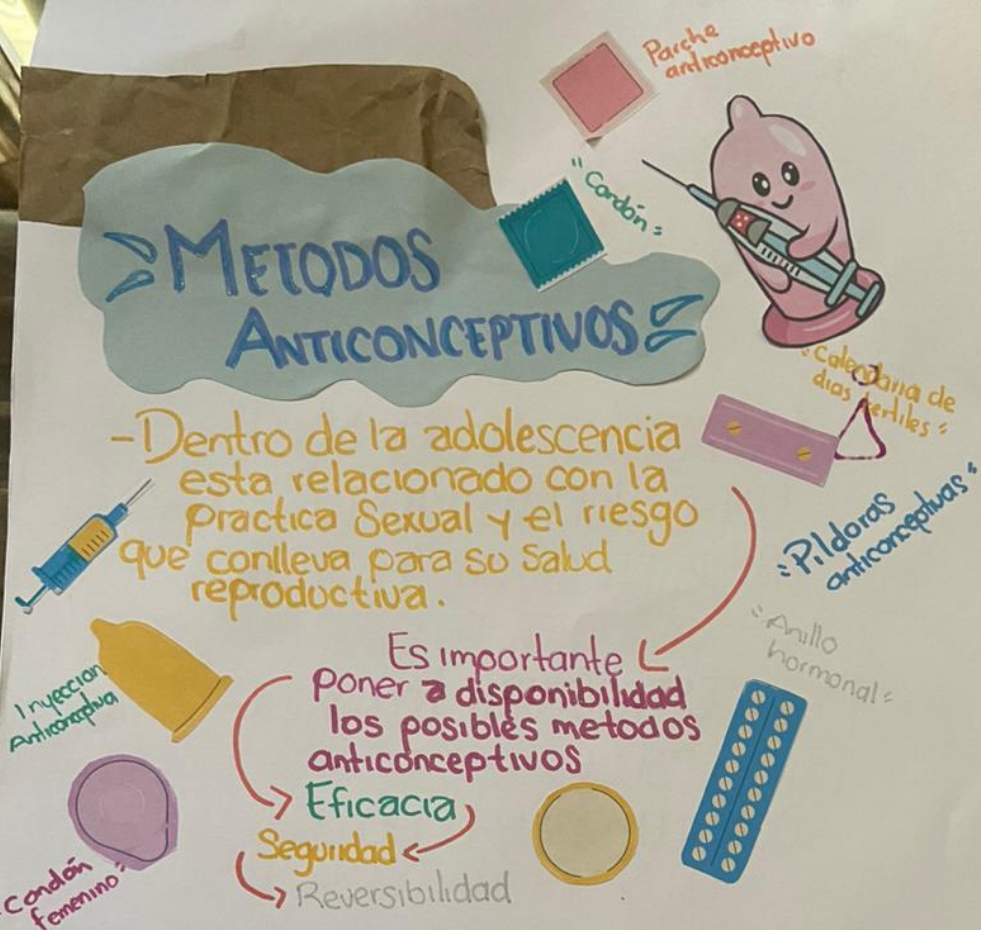 Parche
anticonceptivo
"Condón"
METODOS
ANTICONCEPTIVOS
"Calendaria de
dias fertiles"
-Dentro de la adolescencia
esta relacionado con la
practica Sexual y el riesgo
que conlleva para su Salud
reproductiva.
"Pildoras
anticonceptivas"
"Anillo
hormonal"
Es importante
poner a disponibilidad
los posibles metodos
anticonceptivos
Inyeccion
Anticonceptiva
Eficacia
Seguridad
Reversibilidad
"Condón
femenino"